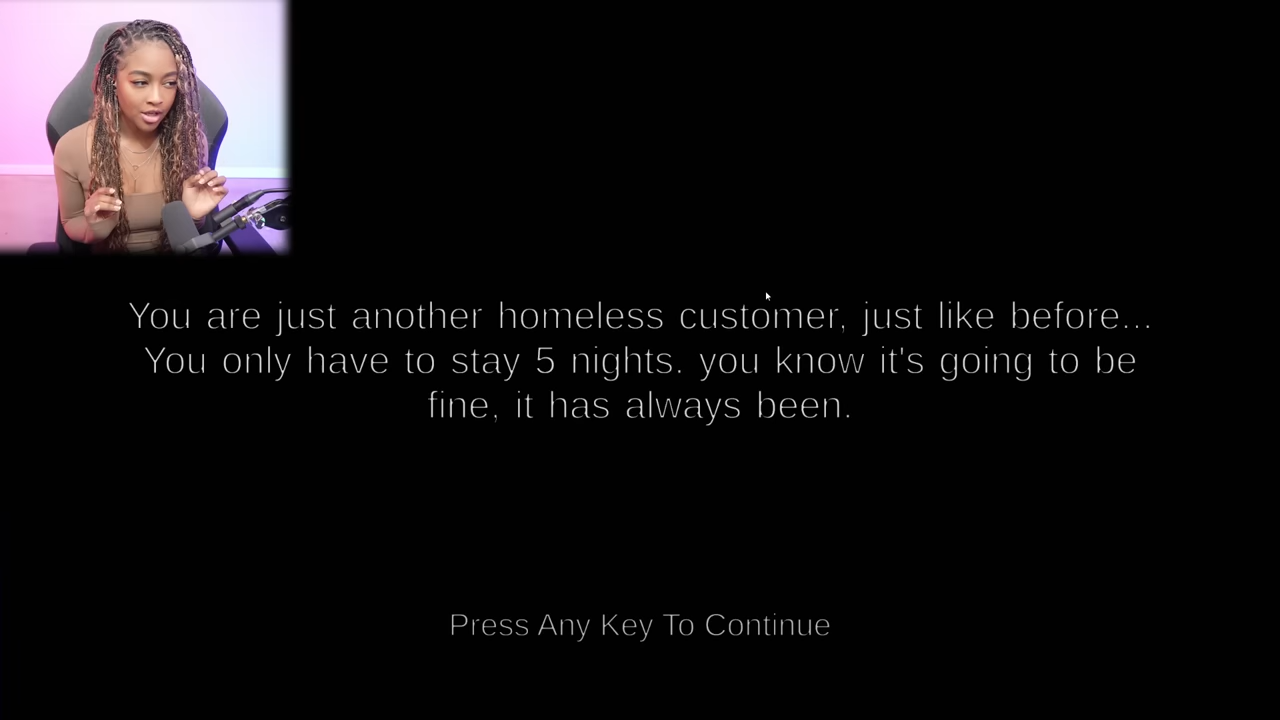 You are just another homeless customer, just like before...
You only have to stay 5 nights. you know it's going to be
fine, it has always been.
Press Any Key To Continue